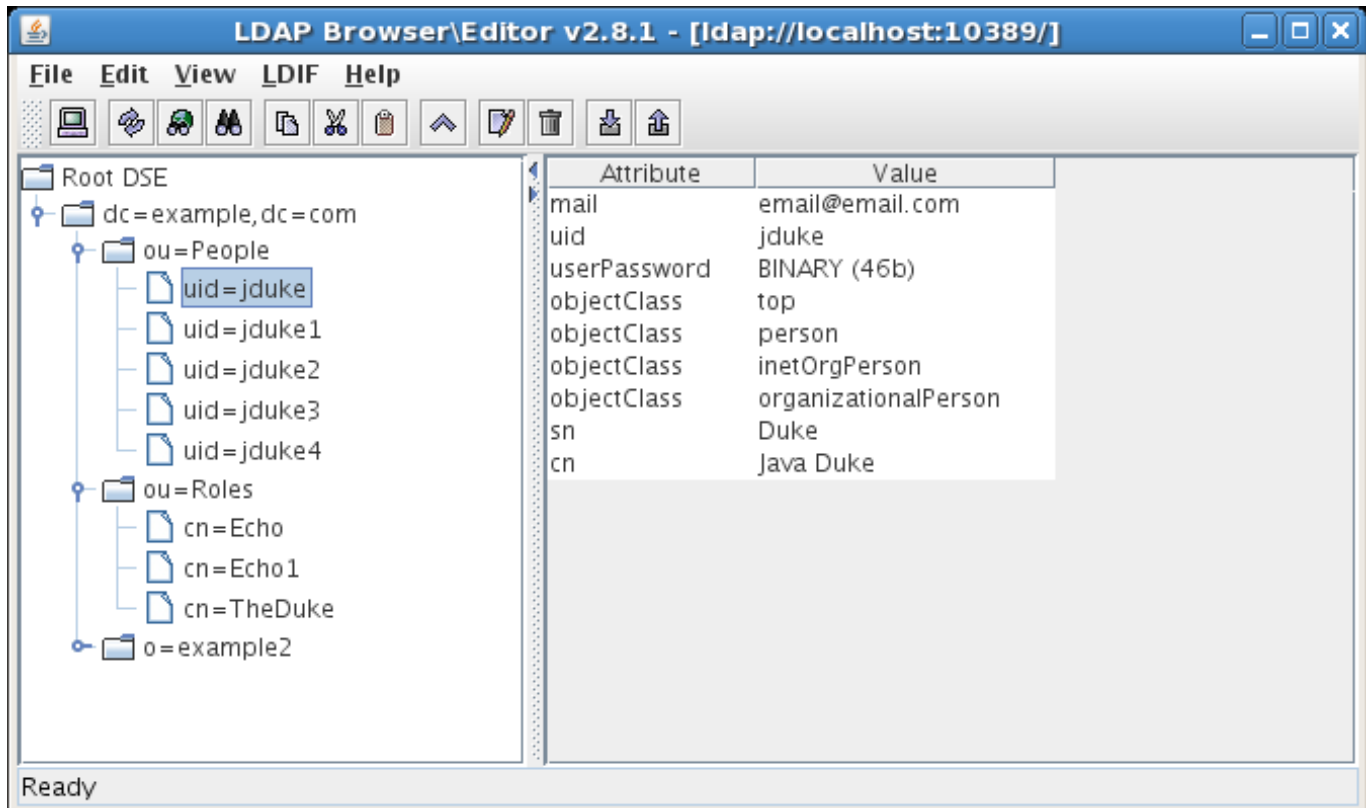 LDAP Browser\Editor v2.8.1 - [ldap://localhost:10389/]
File Edit View LDIF Help
Root DSE
dc=example,dc=com
ou=People
uid=jduke
uid=jduke1
uid=jduke2
uid=jduke3
uid=jduke4
ou=Roles
cn=Echo
cn=Echo1
cn=TheDuke
o=example2
Attribute Value
mail email@email.com
uid jduke
userPassword BINARY (46b)
objectClass top
objectClass person
objectClass inetOrgPerson
objectClass organizationalPerson
sn Duke
cn Java Duke
Ready